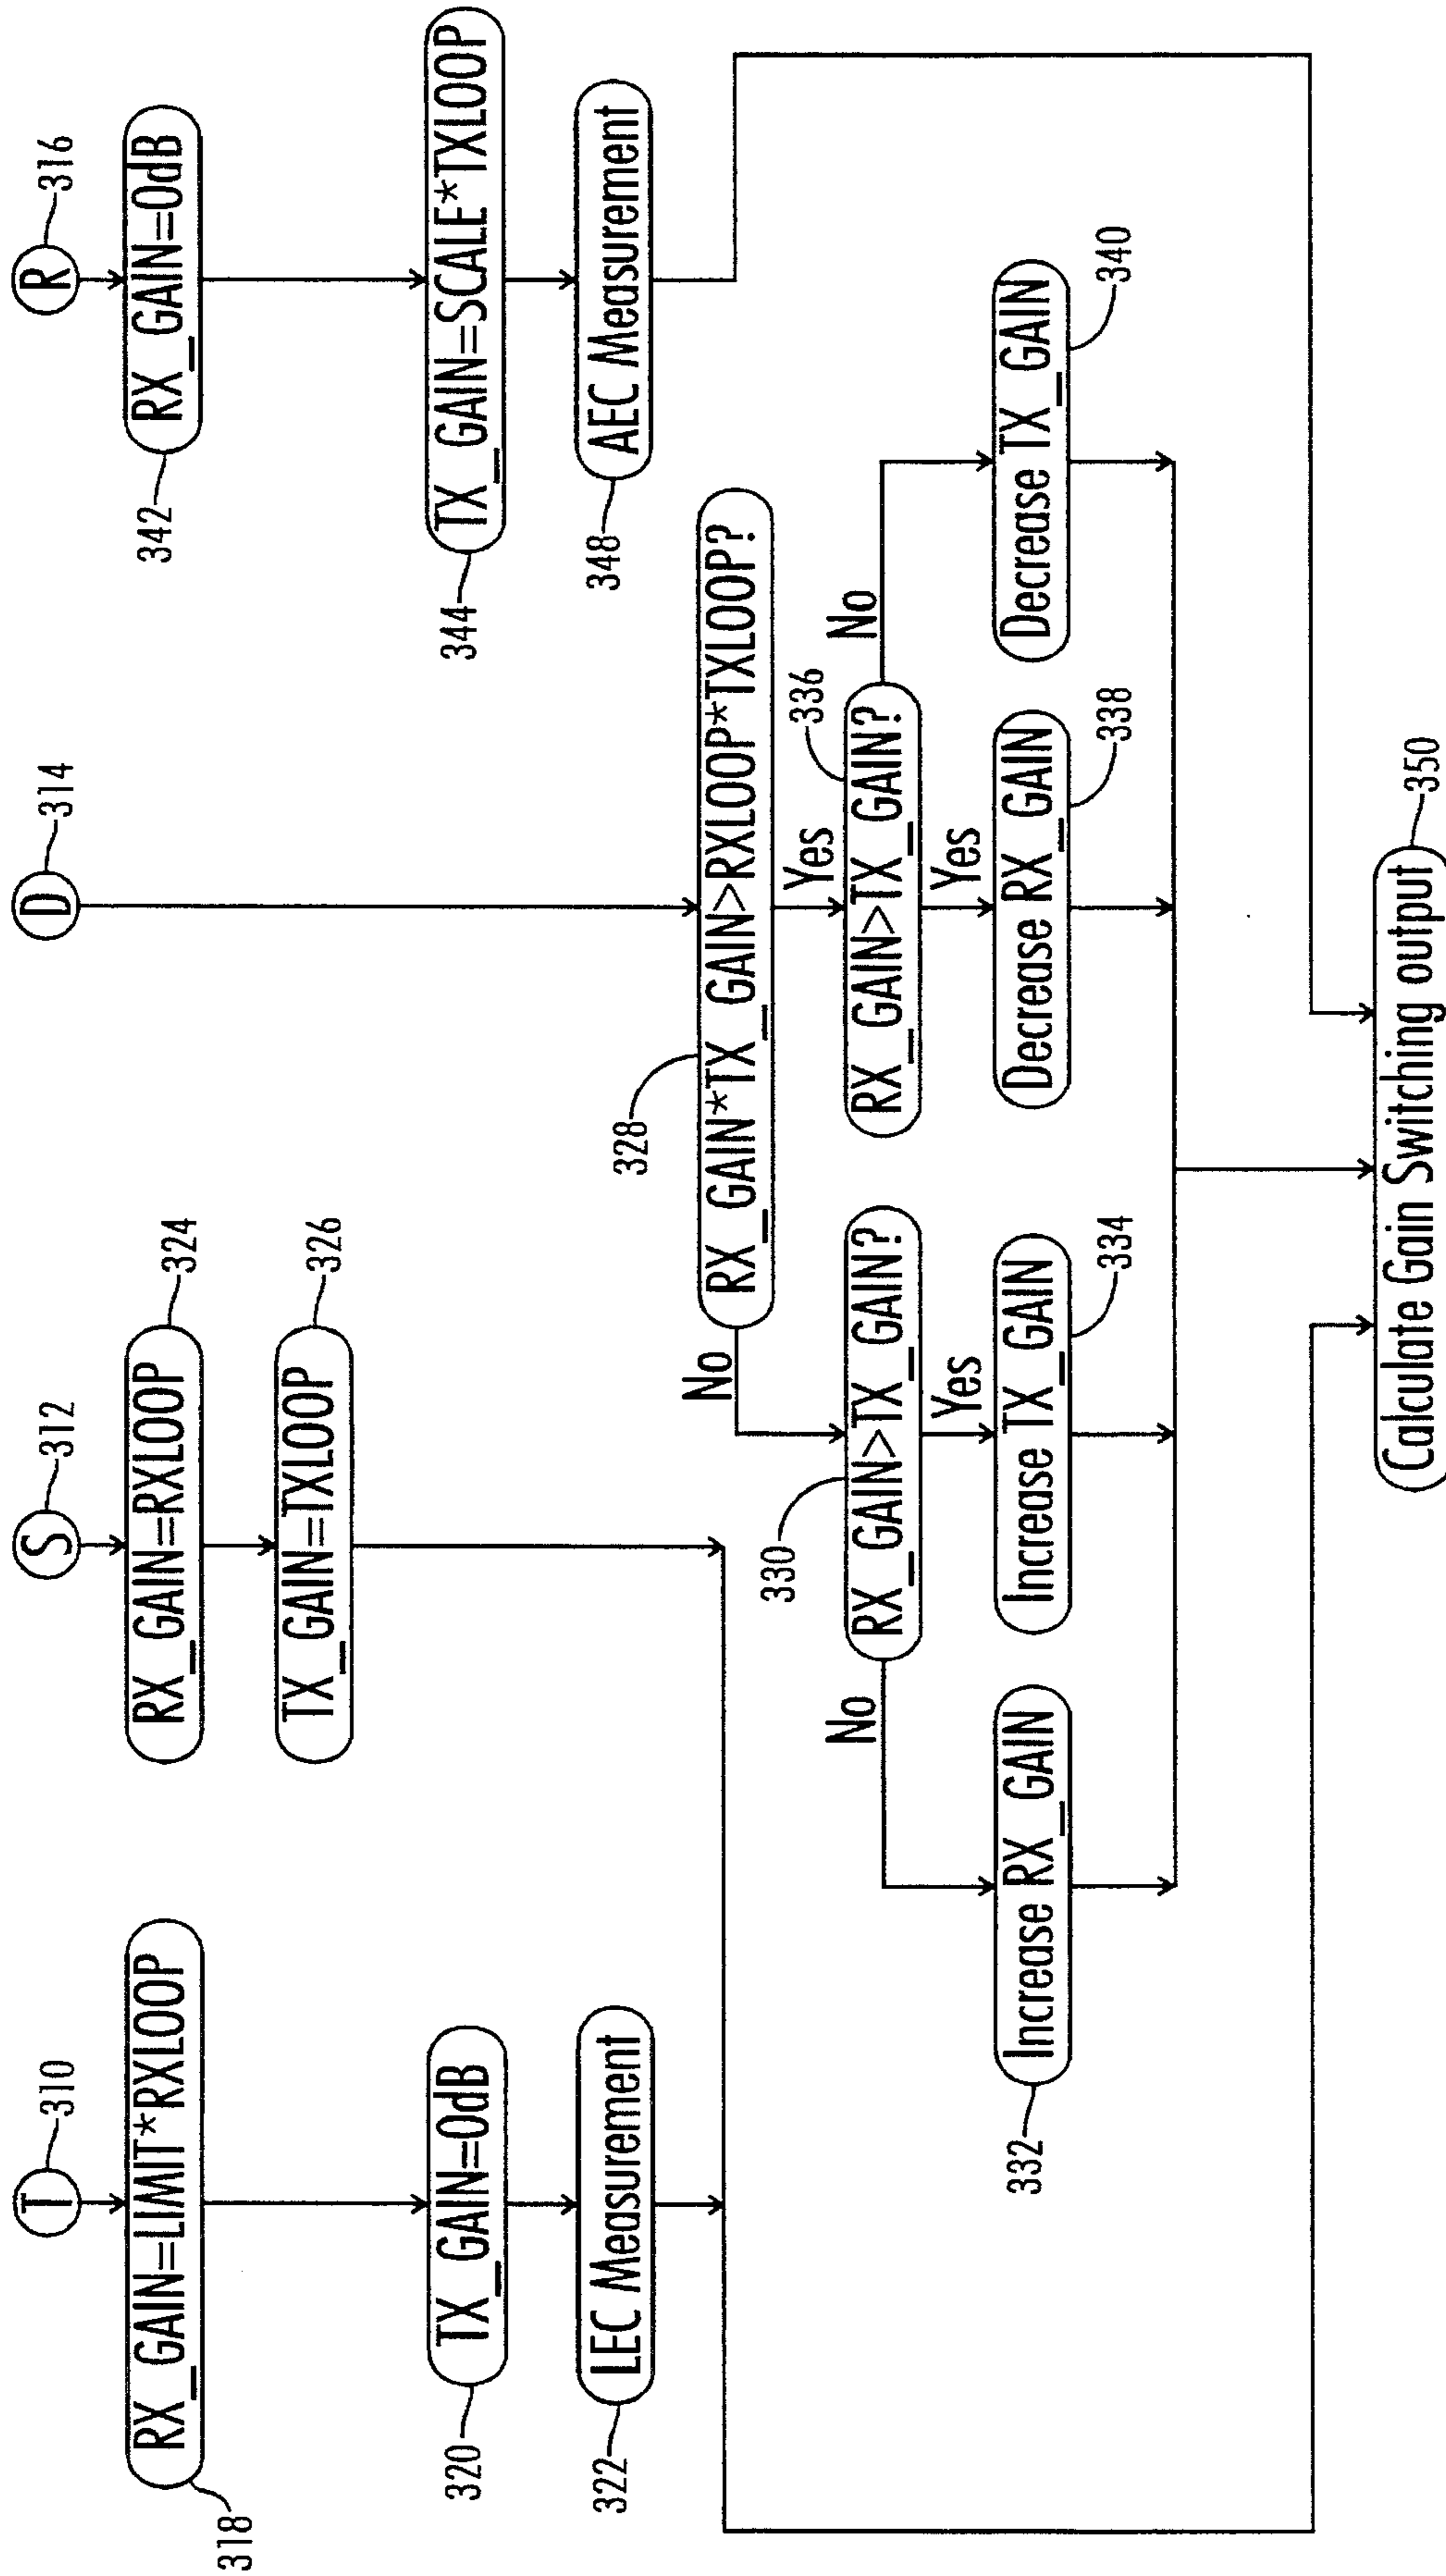 T
310
RX_GAIN=LIMIT*RXLOOP
318
TX_GAIN=0dB
320
LEC Measurement
322
S
312
RX_GAIN=RXLOOP
324
TX_GAIN=TXLOOP
326
D
314
RX_GAIN*TX_GAIN>RXLOOP*TXLOOP?
328
No
Yes
RX_GAIN>TX_GAIN?
330
No
Yes
Increase RX_GAIN
332
Increase TX_GAIN
334
RX_GAIN>TX_GAIN?
336
Yes
No
Decrease RX_GAIN
338
Decrease TX_GAIN
340
R
316
RX_GAIN=0dB
342
TX_GAIN=SCALE*TXLOOP
344
AEC Measurement
348
Calculate Gain Switching output
350